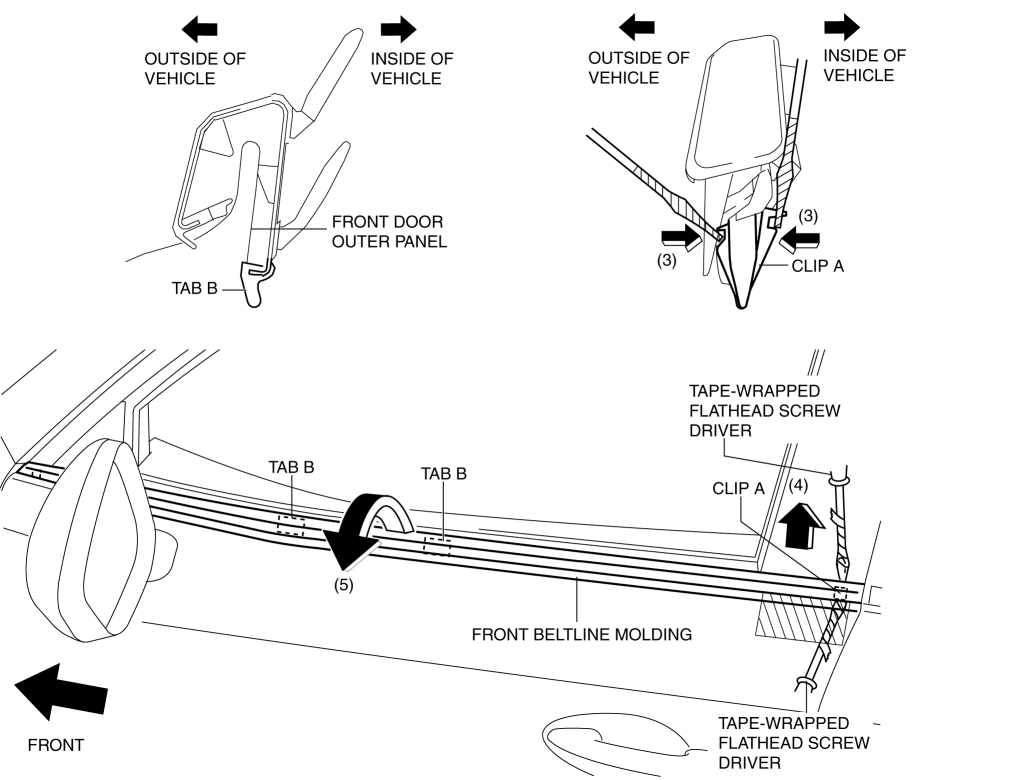 OUTSIDE OF
VEHICLE
INSIDE OF
VEHICLE
FRONT DOOR
OUTER PANEL
TAB B
OUTSIDE OF
VEHICLE
INSIDE OF
VEHICLE
(3)
(3)
CLIP A
TAPE-WRAPPED
FLATHEAD SCREW
DRIVER
TAB B
TAB B
CLIP A
(4)
(5)
FRONT BELTLINE MOLDING
FRONT
TAPE-WRAPPED
FLATHEAD SCREW
DRIVER